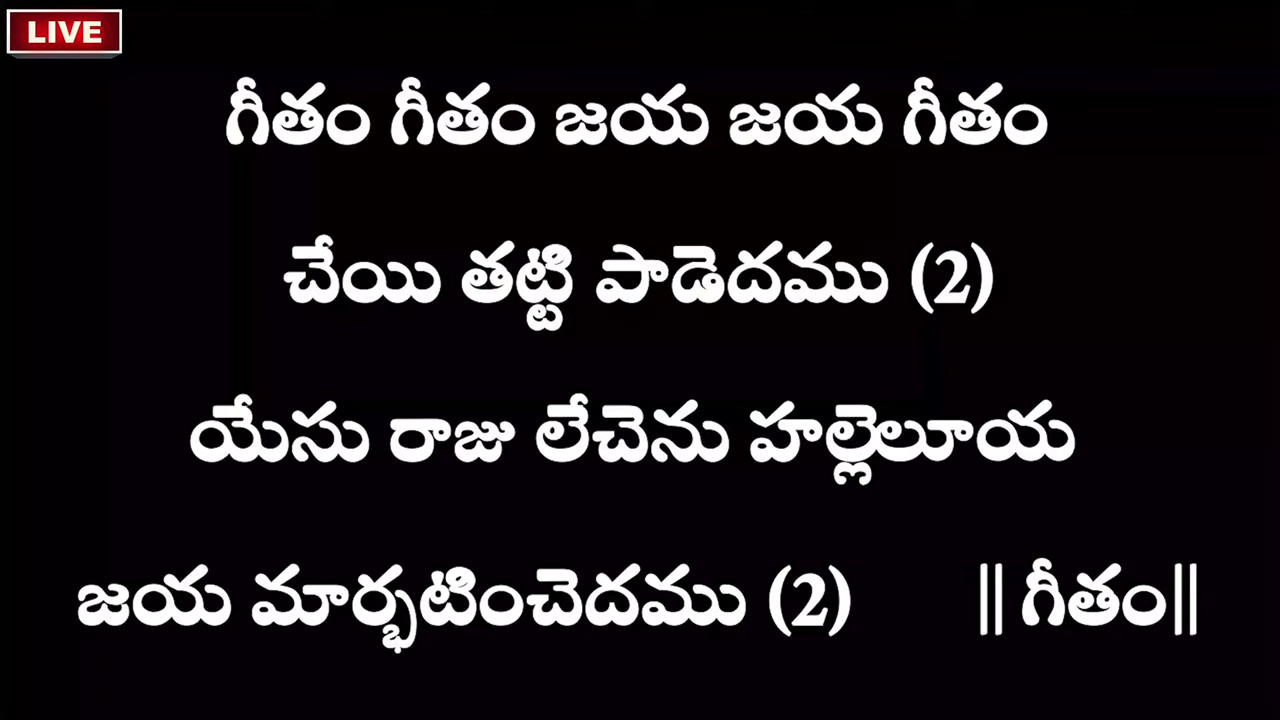 LIVE
గీతం గీతం జయ జయ గీతం
చేయి తట్టి పాడెదము (2)
యేసు రాజు లేచెను హల్లెలూయ
జయ మార్భటించెదము (2) || గీతం||